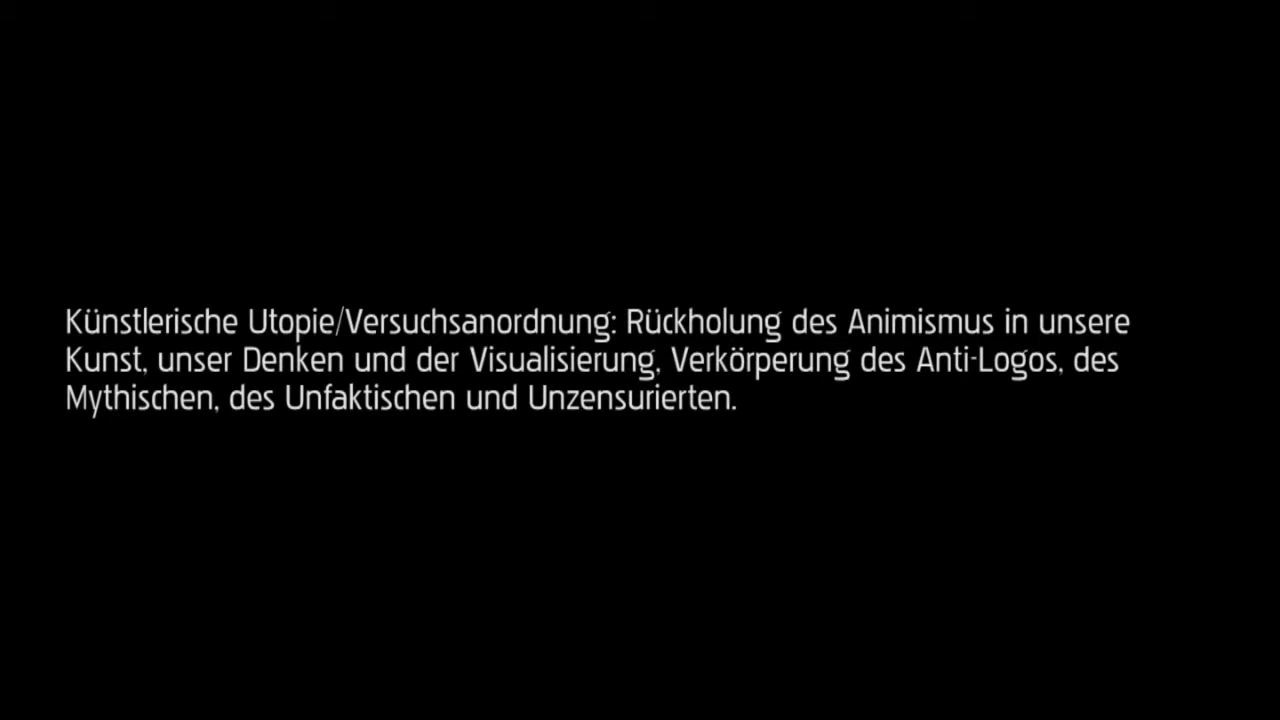 Künstlerische Utopie/Versuchsanordnung: Rückholung des Animismus in unsere
Kunst, unser Denken und der Visualisierung, Verkörperung des Anti-Logos, des
Mythischen, des Unfaktischen und Unzensurierten.